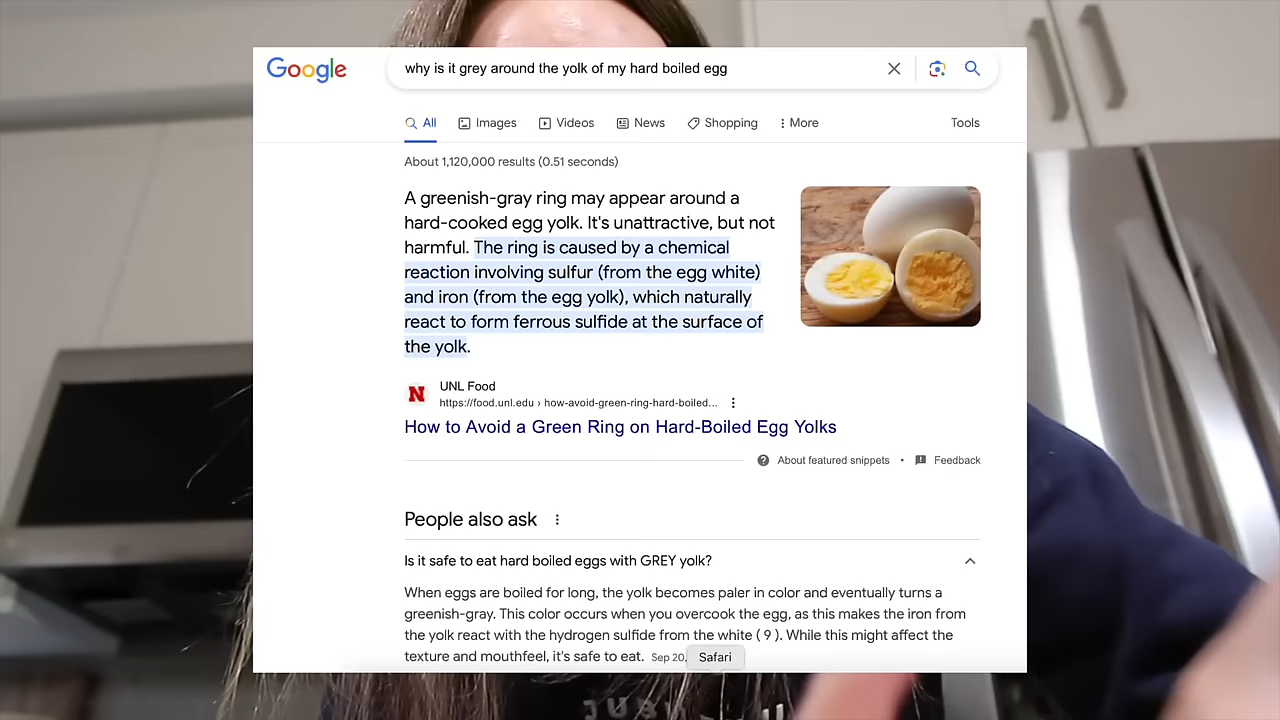 Google
why is it grey around the yolk of my hard boiled egg
All Images Videos News Shopping More Tools
About 1,120,000 results (0.51 seconds)
A greenish-gray ring may appear around a
hard-cooked egg yolk. It's unattractive, but not
harmful. The ring is caused by a chemical
reaction involving sulfur (from the egg white)
and iron (from the egg yolk), which naturally
react to form ferrous sulfide at the surface of
the yolk.
N UNL Food
https://food.unl.edu › how-avoid-green-ring-hard-boiled...
How to Avoid a Green Ring on Hard-Boiled Egg Yolks
About featured snippets • Feedback
People also ask
Is it safe to eat hard boiled eggs with GREY yolk?
When eggs are boiled for long, the yolk becomes paler in color and eventually turns a
greenish-gray. This color occurs when you overcook the egg, as this makes the iron from
the yolk react with the hydrogen sulfide from the white ( 9 ). While this might affect the
texture and mouthfeel, it's safe to eat. Sep 20,
Safari